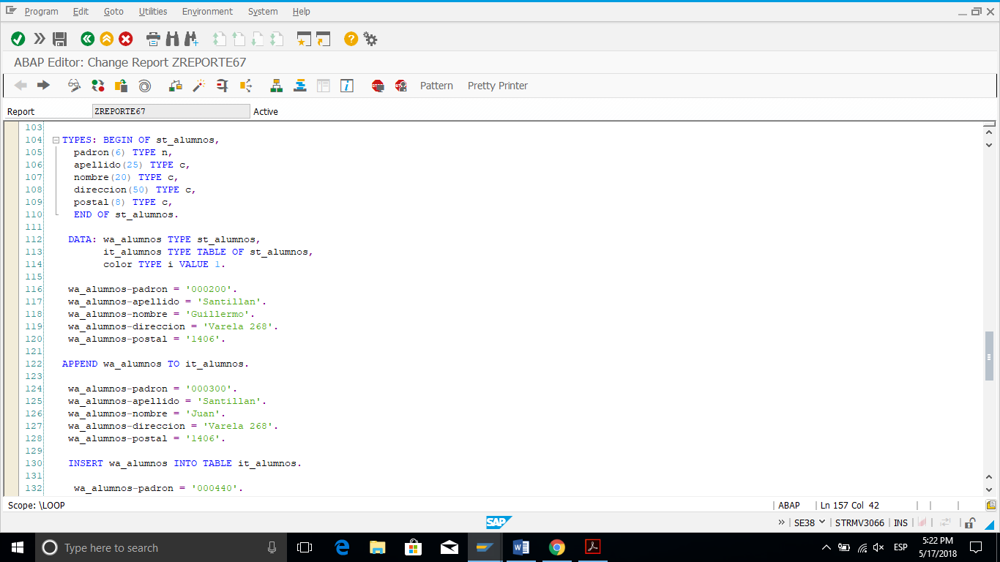 Program Edit Goto Utilities Environment System Help
ABAP Editor: Change Report ZREPORTE67
Pattern Pretty Printer
Report ZREPORTE67 Active
103
104 TYPES: BEGIN OF st_alumnos,
105 padron(6) TYPE n,
106 apellido(25) TYPE c,
107 nombre(20) TYPE c,
108 direccion(50) TYPE c,
109 postal(8) TYPE c,
110 END OF st_alumnos.
111
112 DATA: wa_alumnos TYPE st_alumnos,
113 it_alumnos TYPE TABLE OF st_alumnos,
114 color TYPE i VALUE 1.
115
116 wa_alumnos-padron = '000200'.
117 wa_alumnos-apellido = 'Santillan'.
118 wa_alumnos-nombre = 'Guillermo'.
119 wa_alumnos-direccion = 'Varela 268'.
120 wa_alumnos-postal = '1406'.
121
122 APPEND wa_alumnos TO it_alumnos.
123
124 wa_alumnos-padron = '000300'.
125 wa_alumnos-apellido = 'Santillan'.
126 wa_alumnos-nombre = 'Juan'.
127 wa_alumnos-direccion = 'Varela 268'.
128 wa_alumnos-postal = '1406'.
129
130 INSERT wa_alumnos INTO TABLE it_alumnos.
131
132 wa_alumnos-padron = '000440'.
Scope: \LOOP ABAP Ln 157 Col 42
SAP » SE38 STRMV3066 INS
Type here to search ESP 5:22 PM
5/17/2018